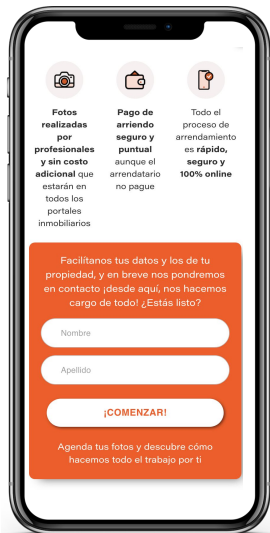 Fotos
realizadas
por
profesionales
y sin costo
adicional que
estarán en
todos los
portales
inmobiliarios
Pago de
arriendo
seguro y
puntual
aunque el
arrendatario
no pague
Todo el
proceso de
arrendamiento
es rápido,
seguro y
100% online
Facilítanos tus datos y los de tu
propiedad, y en breve nos pondremos
en contacto ¡desde aquí, nos hacemos
cargo de todo! ¿Estás listo?
Nombre
Apellido
¡COMENZAR!
Agenda tus fotos y descubre cómo
hacemos todo el trabajo por ti